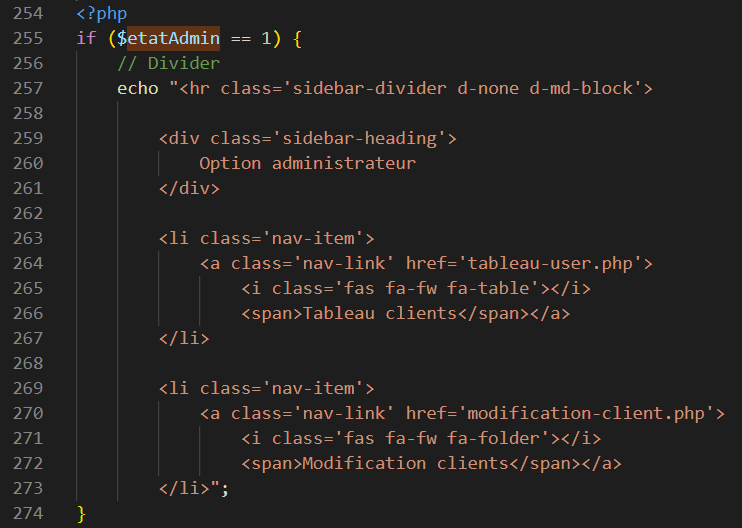 254 <?php
255 if ($etatAdmin == 1) {
256     // Divider
257     echo "<hr class='sidebar-divider d-none d-md-block'>
258
259         <div class='sidebar-heading'>
260             Option administrateur
261         </div>
262
263         <li class='nav-item'>
264             <a class='nav-link' href='tableau-user.php'>
265                 <i class='fas fa-fw fa-table'></i>
266                 <span>Tableau clients</span></a>
267         </li>
268
269         <li class='nav-item'>
270             <a class='nav-link' href='modification-client.php'>
271                 <i class='fas fa-fw fa-folder'></i>
272                 <span>Modification clients</span></a>
273         </li>";
274 }